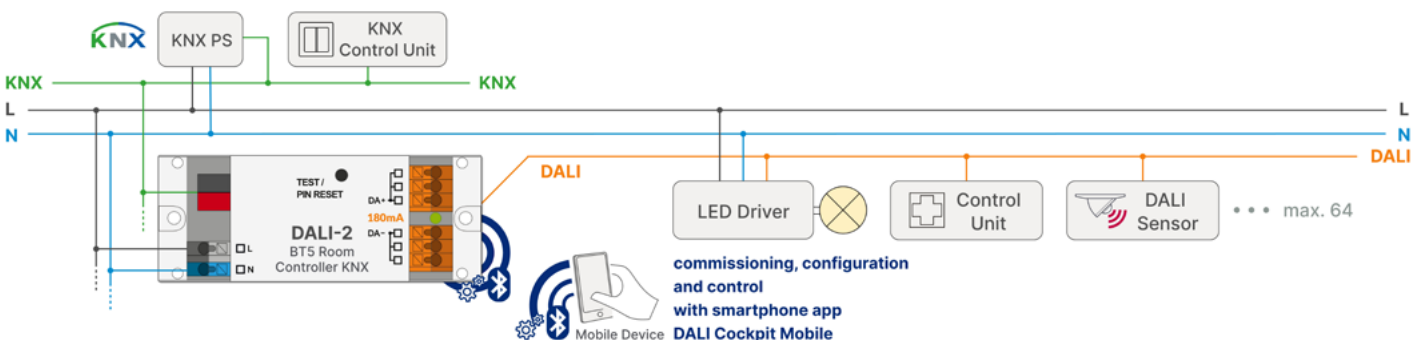 KNX
KNX PS
KNX
Control Unit
KNX
KNX
L
L
N
N
DALI
DALI
TEST /
PIN RESET
DA+
180mA
DA-
DALI-2
BT5 Room
Controller KNX
L
N
LED Driver
Control
Unit
DALI
Sensor
••• max. 64
commissioning, configuration
and control
with smartphone app
DALI Cockpit Mobile
Mobile Device